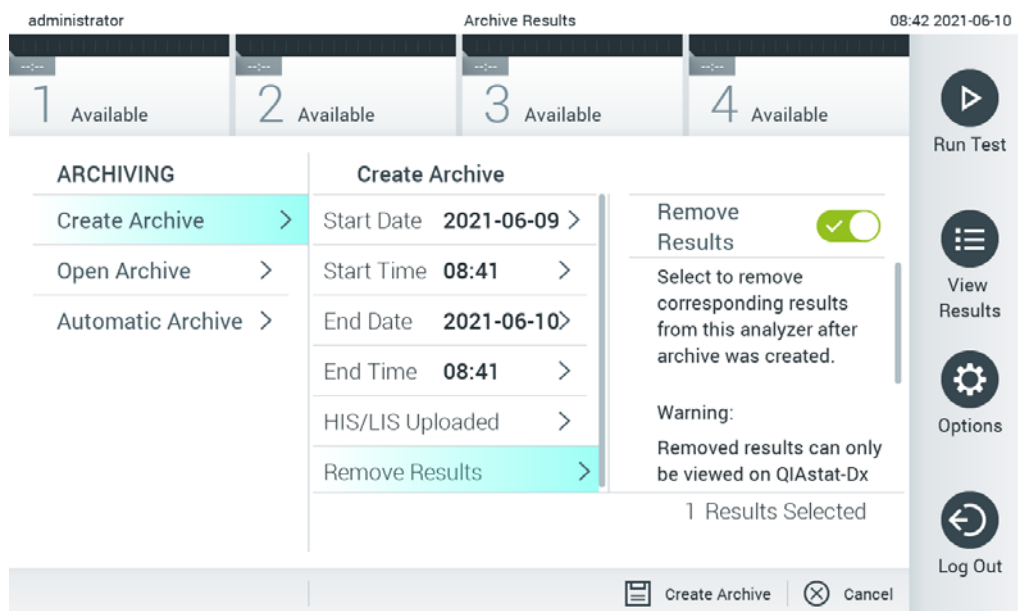 administrator
Archive Results
08:42 2021-06-10
--:--
1 Available
--:--
2 Available
--:--
3 Available
--:--
4 Available
ARCHIVING
Create Archive
Open Archive
Automatic Archive
Create Archive
Start Date 2021-06-09
Start Time 08:41
End Date 2021-06-10
End Time 08:41
HIS/LIS Uploaded
Remove Results
Remove
Results
Select to remove
corresponding results
from this analyzer after
archive was created.
Warning:
Removed results can only
be viewed on QIAstat-Dx
1 Results Selected
Create Archive
Cancel
Run Test
View
Results
Options
Log Out